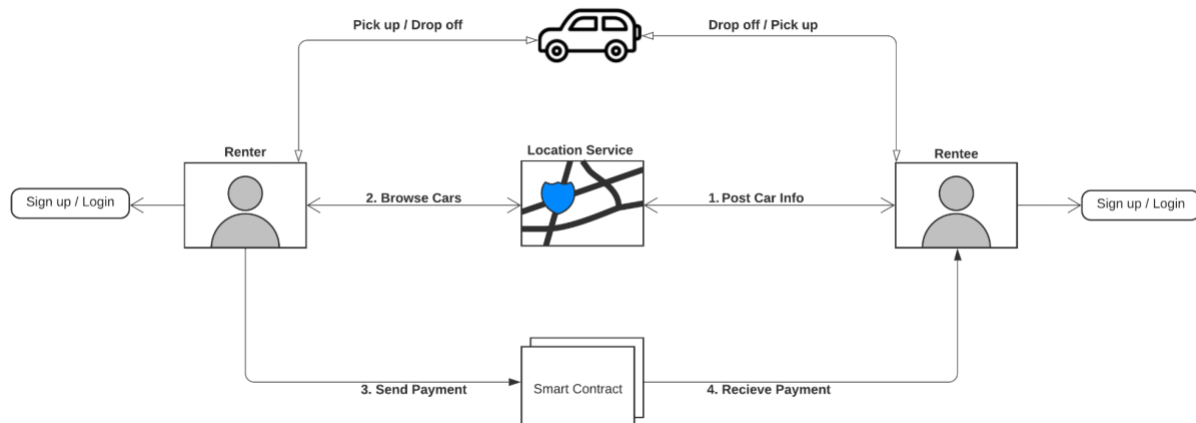 Pick up / Drop off
Drop off / Pick up
Renter
Location Service
Rentee
Sign up / Login
2. Browse Cars
1. Post Car Info
Sign up / Login
3. Send Payment
Smart Contract
4. Recieve Payment